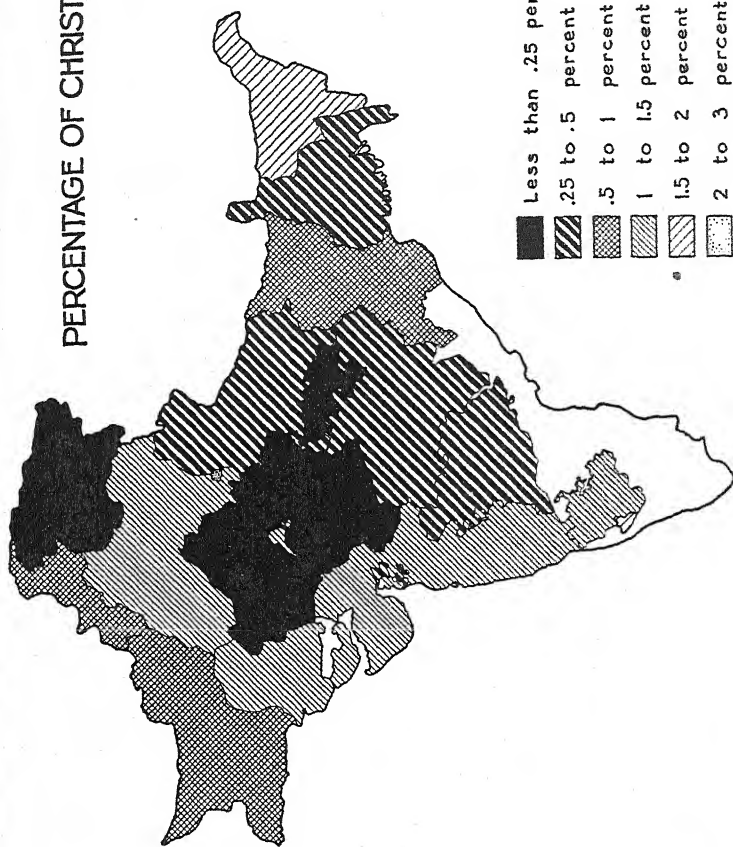 PERCENTAGE OF CHRIST
Less than .25 per
.25 to .5 percent
.5 to 1 percent
1 to 1.5 percent
1.5 to 2 percent
2 to 3 percent